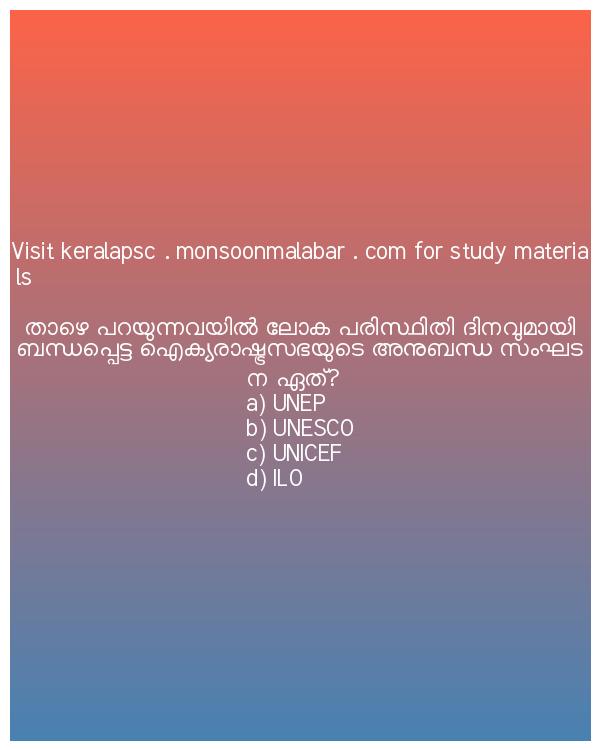 Visit keralapsc . monsoonmalabar . com for study materia
ls
താഴെ പറയുന്നവയിൽ ലോക പരിസ്ഥിതി ദിനവുമായി
ബന്ധപ്പെട്ട ഐക്യരാഷ്ട്രസഭയുടെ അനുബന്ധ സംഘട
ന ഏത്?
a) UNEP
b) UNESCO
c) UNICEF
d) ILO